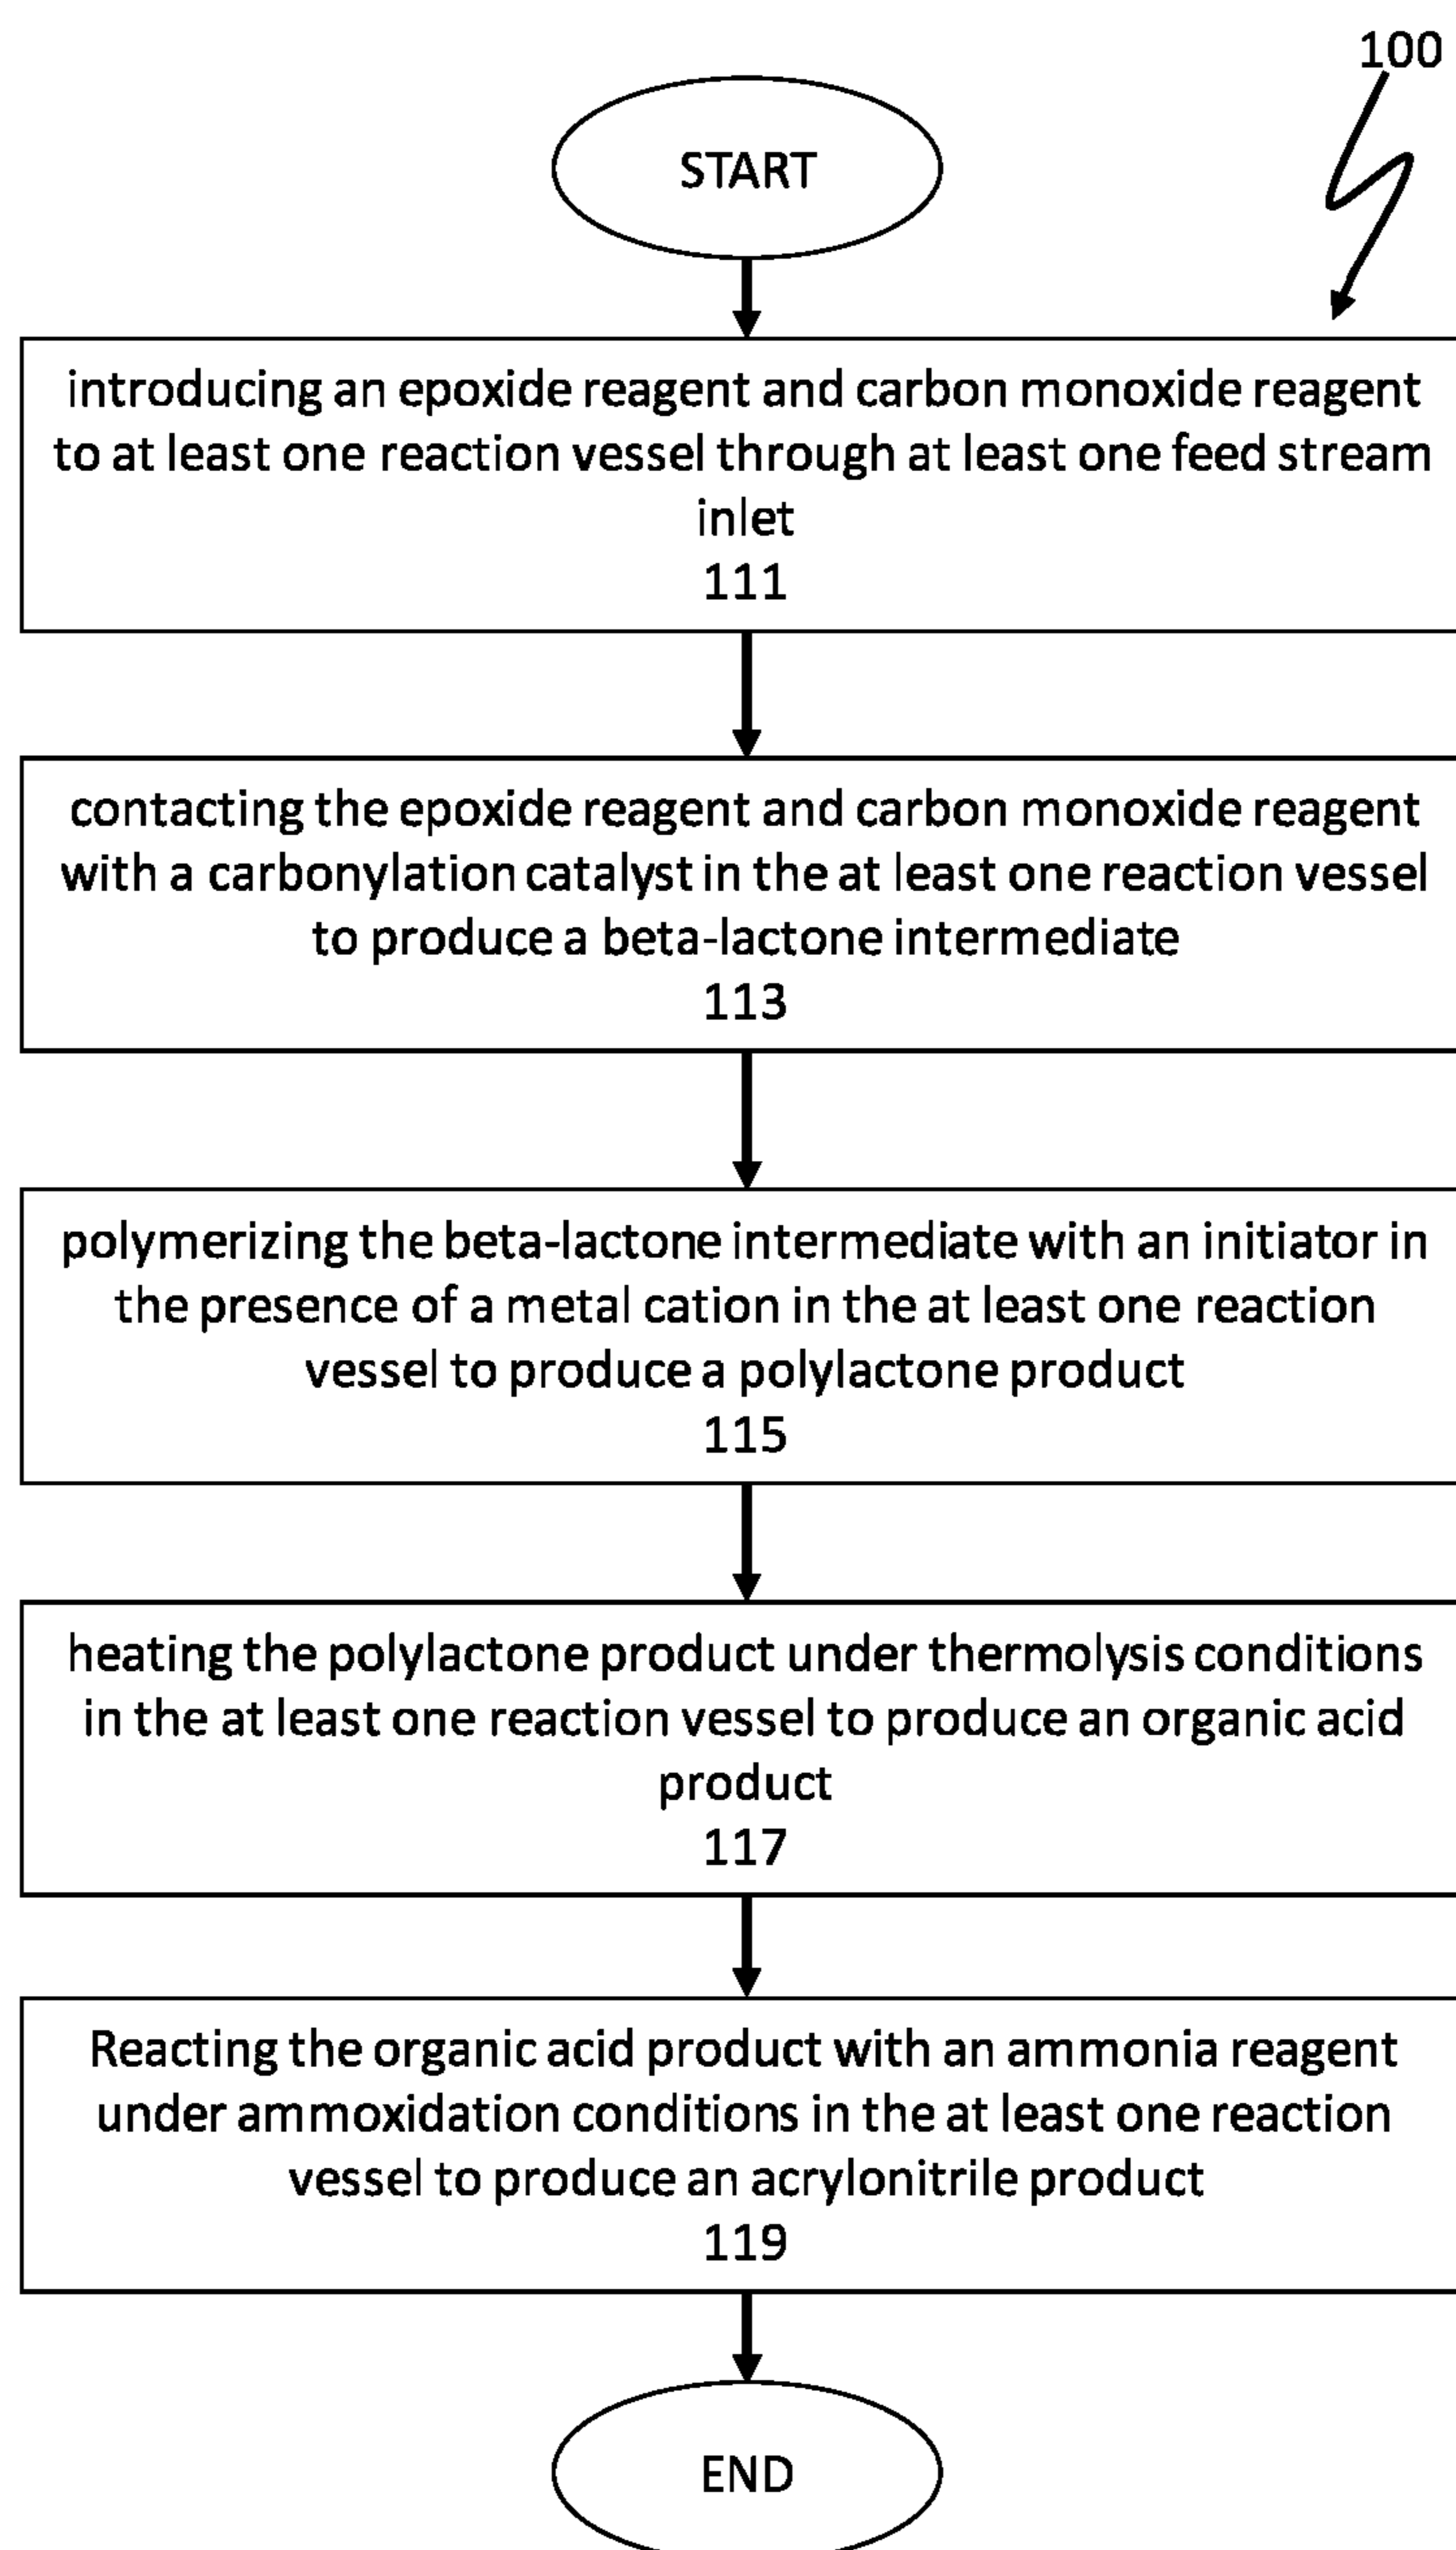 100
START
introducing an epoxide reagent and carbon monoxide reagent
to at least one reaction vessel through at least one feed stream
inlet
111
contacting the epoxide reagent and carbon monoxide reagent
with a carbonylation catalyst in the at least one reaction vessel
to produce a beta-lactone intermediate
113
polymerizing the beta-lactone intermediate with an initiator in
the presence of a metal cation in the at least one reaction
vessel to produce a polylactone product
115
heating the polylactone product under thermolysis conditions
in the at least one reaction vessel to produce an organic acid
product
117
Reacting the organic acid product with an ammonia reagent
under ammoxidation conditions in the at least one reaction
vessel to produce an acrylonitrile product
119
END